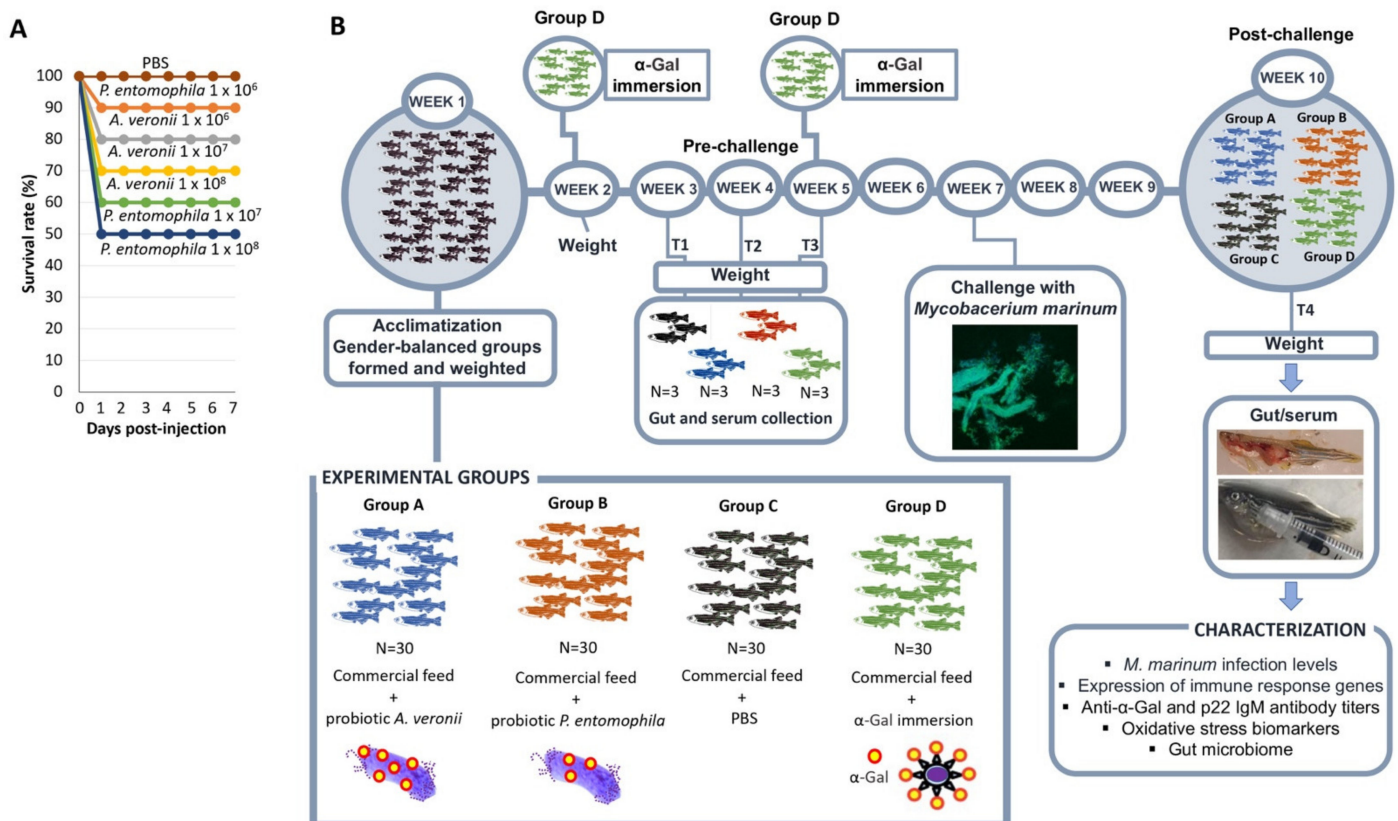 A
Survival rate (%)
100
90
80
70
60
50
40
30
20
10
0
PBS
P. entomophila 1 x 10⁶
A. veronii 1 x 10⁶
A. veronii 1 x 10⁷
A. veronii 1 x 10⁸
P. entomophila 1 x 10⁷
P. entomophila 1 x 10⁸
0 1 2 3 4 5 6 7
Days post-injection
B
Group D
α-Gal
immersion
Group D
α-Gal
immersion
Post-challenge
WEEK 1
Pre-challenge
WEEK 2
WEEK 3
WEEK 4
WEEK 5
WEEK 6
WEEK 7
WEEK 8
WEEK 9
WEEK 10
Group A
Group B
Group C
Group D
Weight
T1
T2
T3
Weight
N=3
N=3
N=3
N=3
Gut and serum collection
Challenge with
Mycobacerium marinum
T4
Weight
Gut/serum
Acclimatization
Gender-balanced groups
formed and weighted
EXPERIMENTAL GROUPS
Group A
N=30
Commercial feed
+
probiotic A. veronii
Group B
N=30
Commercial feed
+
probiotic P. entomophila
Group C
N=30
Commercial feed
+
PBS
Group D
N=30
Commercial feed
+
α-Gal immersion
α-Gal
CHARACTERIZATION
▪ M. marinum infection levels
▪ Expression of immune response genes
▪ Anti-α-Gal and p22 IgM antibody titers
▪ Oxidative stress biomarkers
▪ Gut microbiome